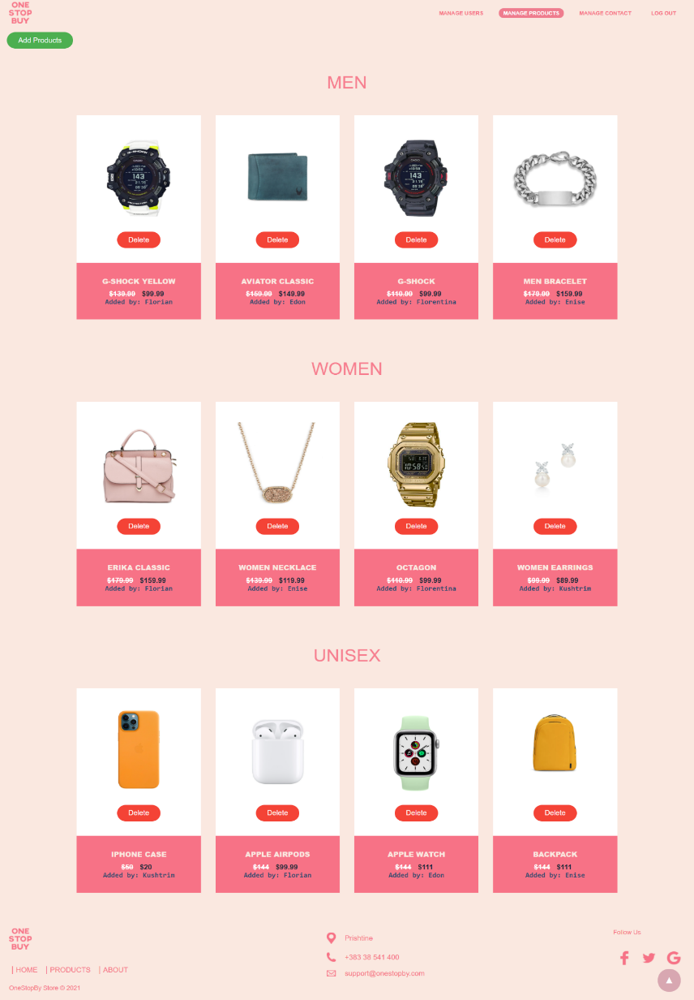 ONE
STOP
BUY
MANAGE USERS MANAGE PRODUCTS MANAGE CONTACT LOG OUT
Add Products
MEN
Delete Delete Delete Delete
G-SHOCK YELLOW AVIATOR CLASSIC G-SHOCK MEN BRACELET
$139.99 $99.99 $159.99 $149.99 $110.99 $99.99 $179.99 $159.99
Added by: Florian Added by: Edon Added by: Florentina Added by: Enise
WOMEN
Delete Delete Delete Delete
ERIKA CLASSIC WOMEN NECKLACE OCTAGON WOMEN EARRINGS
$179.99 $159.99 $139.99 $119.99 $110.99 $99.99 $99.99 $89.99
Added by: Florian Added by: Enise Added by: Florentina Added by: Kushtrim
UNISEX
Delete Delete Delete Delete
IPHONE CASE APPLE AIRPODS APPLE WATCH BACKPACK
$50 $20 $144 $99.99 $144 $111 $144 $111
Added by: Kushtrim Added by: Florian Added by: Edon Added by: Enise
ONE
STOP
BUY
Prishtine
+383 38 541 400
support@onestopby.com
Follow Us
| HOME | PRODUCTS | ABOUT
OneStopBy Store © 2021